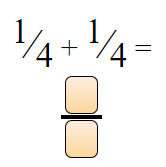 1/4 + 1/4 =